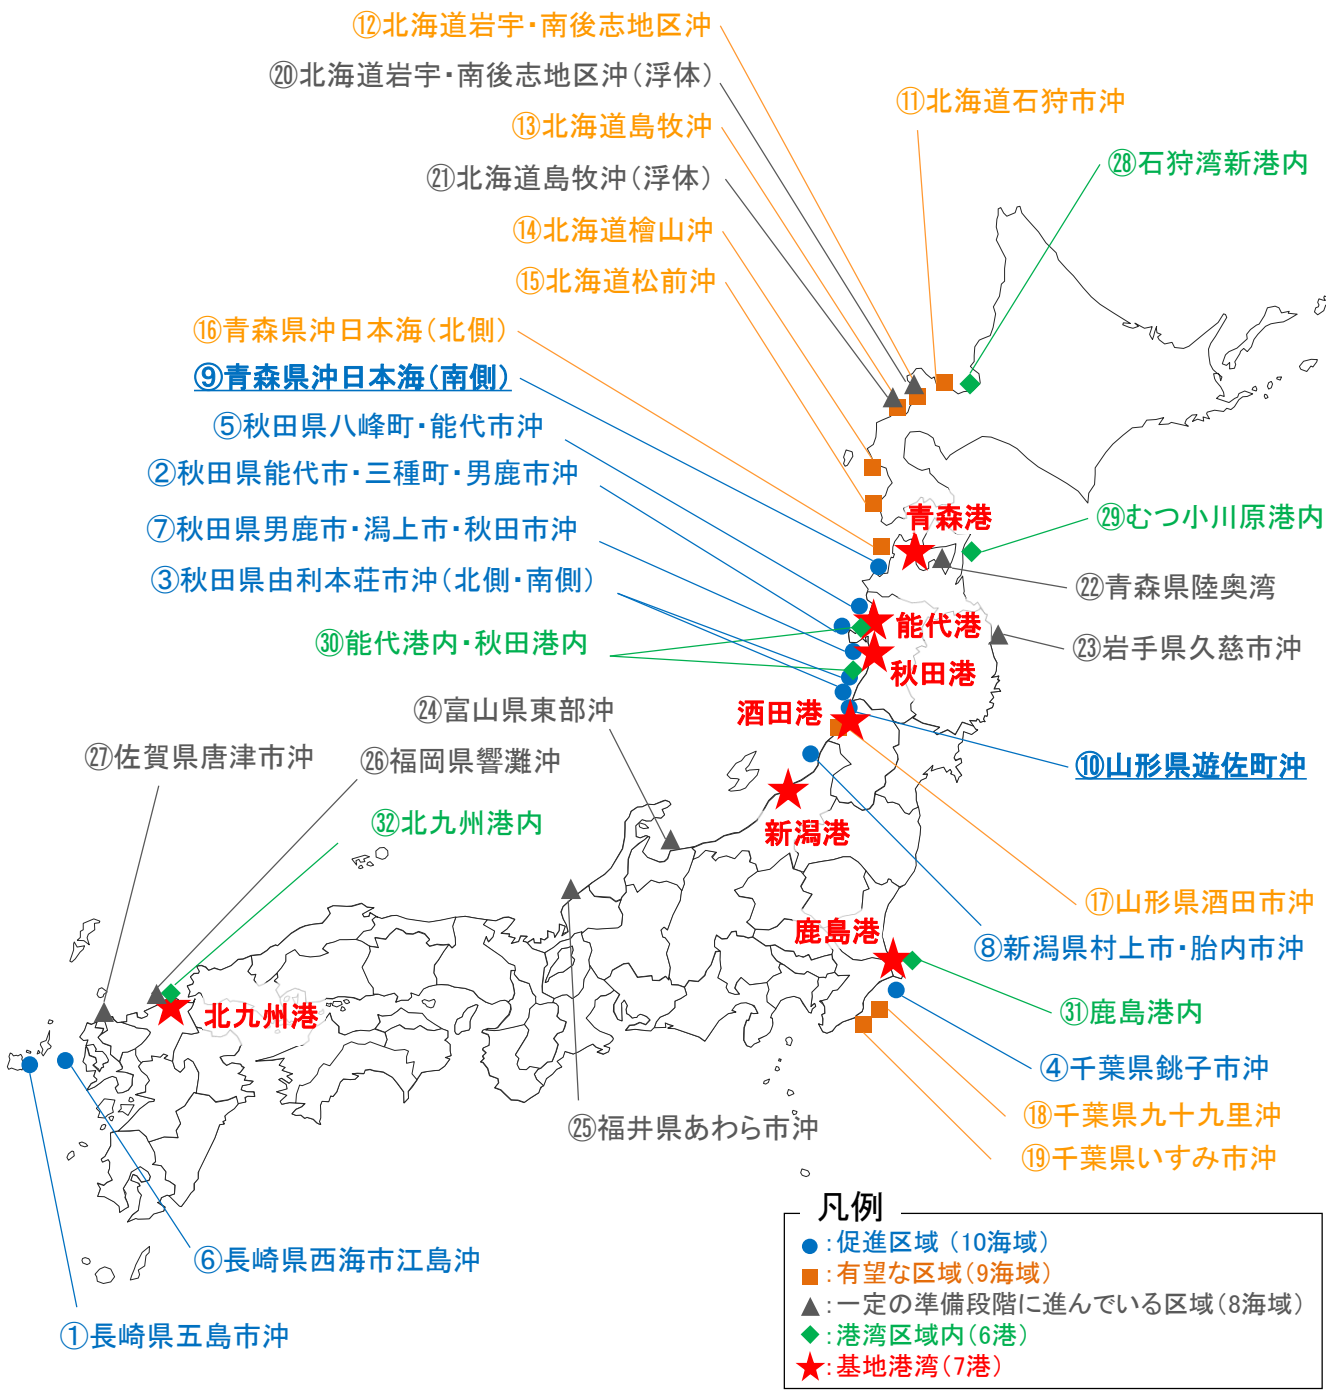 ⑫北海道岩宇・南後志地区沖
⑳北海道岩宇・南後志地区沖（浮体）
⑪北海道石狩市沖
⑬北海道島牧沖
㉘石狩湾新港内
㉑北海道島牧沖（浮体）
⑭北海道檜山沖
⑮北海道松前沖
⑯青森県沖日本海（北側）
⑨青森県沖日本海（南側）
⑤秋田県八峰町・能代市沖
②秋田県能代市・三種町・男鹿市沖
⑦秋田県男鹿市・潟上市・秋田市沖
③秋田県由利本荘市沖（北側・南側）
㉚能代港内・秋田港内
青森港
㉙むつ小川原港内
㉒青森県陸奥湾
能代港
㉓岩手県久慈市沖
秋田港
㉔富山県東部沖
酒田港
㉗佐賀県唐津市沖
㉖福岡県響灘沖
⑩山形県遊佐町沖
㉜北九州港内
新潟港
⑰山形県酒田市沖
鹿島港
⑧新潟県村上市・胎内市沖
北九州港
㉛鹿島港内
④千葉県銚子市沖
⑱千葉県九十九里沖
㉕福井県あわら市沖
⑲千葉県いすみ市沖
⑥長崎県西海市江島沖
①長崎県五島市沖
凡例
●：促進区域（10海域）
■：有望な区域（9海域）
▲：一定の準備段階に進んでいる区域（8海域）
◆：港湾区域内（6港）
★：基地港湾（7港）